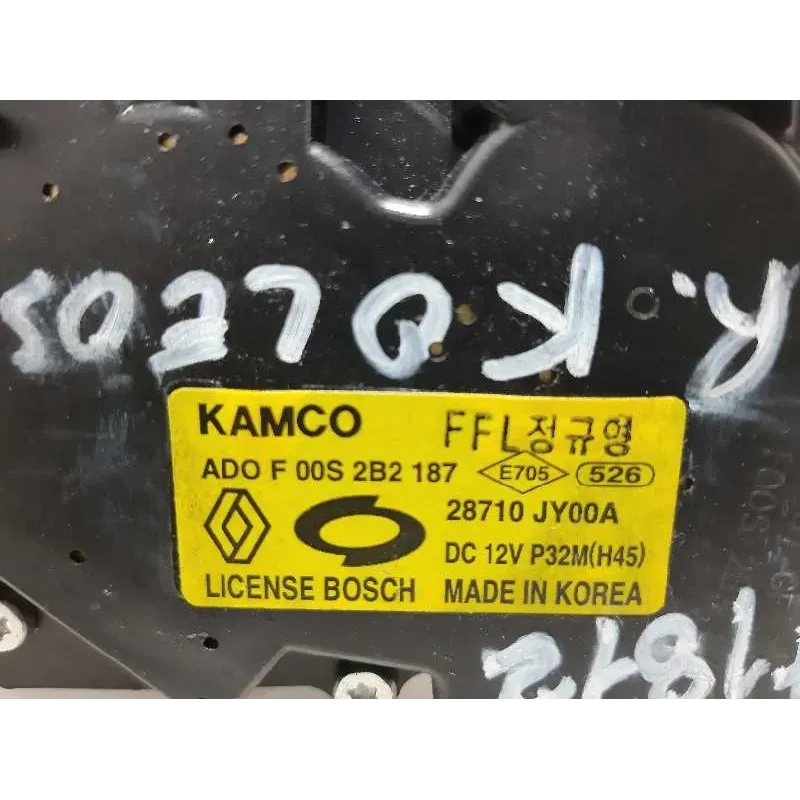 R. KOLEOS
KAMCO
FFL정규형
ADO F 00S 2B2 187
E705
526
28710 JY00A
DC 12V P32M(H45)
LICENSE BOSCH
MADE IN KOREA